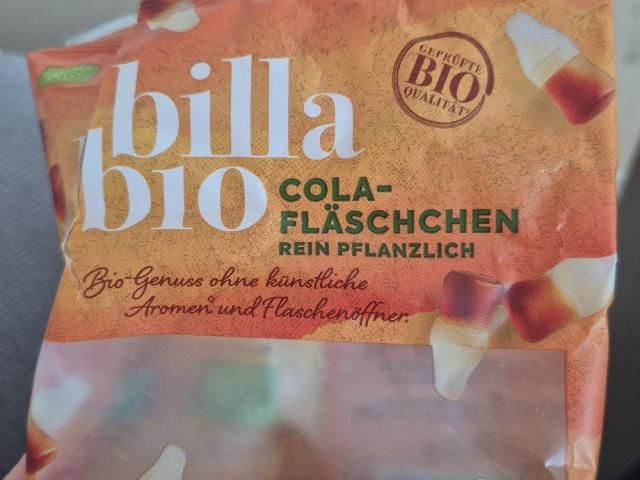 billa
bio
GEPRÜFTE
BIO
QUALITÄT
COLA-
FLÄSCHCHEN
REIN PFLANZLICH
Bio-Genuss ohne künstliche
Aromen° und Flaschenöffner.